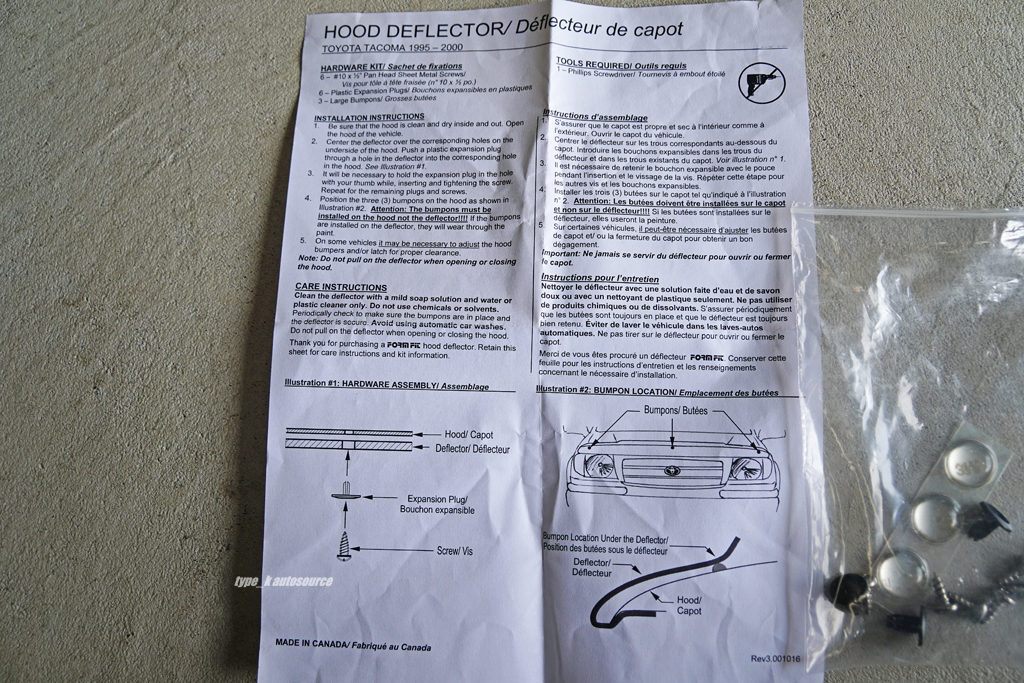 HOOD DEFLECTOR/ Déflecteur de capot
TOYOTA TACOMA 1995 – 2000
HARDWARE KIT/ Sachet de fixations
6 – #10 x ½" Pan Head Sheet Metal Screws/
Vis pour tôle à tête fraisée (n° 10 x ½ po.)
6 – Plastic Expansion Plugs/ Bouchons expansibles en plastiques
3 – Large Bumpons/ Grosses butées
TOOLS REQUIRED/ Outils requis
1 – Phillips Screwdriver/ Tournevis à embout étoilé
INSTALLATION INSTRUCTIONS
1. Be sure that the hood is clean and dry inside and out. Open
the hood of the vehicle.
2. Center the deflector over the corresponding holes on the
underside of the hood. Push a plastic expansion plug
through a hole in the deflector into the corresponding hole
in the hood. See Illustration #1.
3. It will be necessary to hold the expansion plug in the hole
with your thumb while, inserting and tightening the screw.
Repeat for the remaining plugs and screws.
4. Position the three (3) bumpons on the hood as shown in
Illustration #2. Attention: The bumpons must be
installed on the hood not the deflector!!!! If the bumpons
are installed on the deflector, they will wear through the
paint.
5. On some vehicles it may be necessary to adjust the hood
bumpers and/or latch for proper clearance.
Note: Do not pull on the deflector when opening or closing
the hood.
CARE INSTRUCTIONS
Clean the deflector with a mild soap solution and water or
plastic cleaner only. Do not use chemicals or solvents.
Periodically check to make sure the bumpons are in place and
the deflector is secure. Avoid using automatic car washes.
Do not pull on the deflector when opening or closing the hood.
Thank you for purchasing a FORM FIT hood deflector. Retain this
sheet for care instructions and kit information.
Instructions d'assemblage
1. S'assurer que le capot est propre et sec à l'intérieur comme à
l'extérieur. Ouvrir le capot du véhicule.
2. Centrer le déflecteur sur les trous correspondants au-dessous du
capot. Introduire les bouchons expansibles dans les trous du
déflecteur et dans les trous existants du capot. Voir illustration n° 1.
3. Il est nécessaire de retenir le bouchon expansible avec le pouce
pendant l'insertion et le vissage de la vis. Répéter cette étape pour
les autres vis et les bouchons expansibles.
4. Installer les trois (3) butées sur le capot tel qu'indiqué à l'illustration
n° 2. Attention: Les butées doivent être installées sur le capot
et non sur le déflecteur!!!! Si les butées sont installées sur le
déflecteur, elles useront la peinture.
5. Sur certaines véhicules, il peut-être nécessaire d'ajuster les butées
de capot et/ ou la fermeture du capot pour obtenir un bon
dégagement.
Important: Ne jamais se servir du déflecteur pour ouvrir ou fermer
le capot.
Instructions pour l'entretien
Nettoyer le déflecteur avec une solution faite d'eau et de savon
doux ou avec un nettoyant de plastique seulement. Ne pas utiliser
de produits chimiques ou de dissolvants. S'assurer périodiquement
que les butées sont toujours en place et que le déflecteur est toujours
bien retenu. Éviter de laver le véhicule dans les laves-autos
automatiques. Ne pas tirer sur le déflecteur pour ouvrir ou fermer le
capot.
Merci de vous êtes procuré un déflecteur FORM FIT. Conserver cette
feuille pour les instructions d'entretien et les renseignements
concernant le nécessaire d'installation.
Illustration #1: HARDWARE ASSEMBLY/ Assemblage
Hood/ Capot
Deflector/ Déflecteur
Expansion Plug/
Bouchon expansible
Screw/ Vis
Illustration #2: BUMPON LOCATION/ Emplacement des butées
Bumpons/ Butées
Bumpon Location Under the Deflector/
Position des butées sous le déflecteur
Deflector/
Déflecteur
Hood/
Capot
type_k autosource
MADE IN CANADA/ Fabriqué au Canada
Rev3.001016